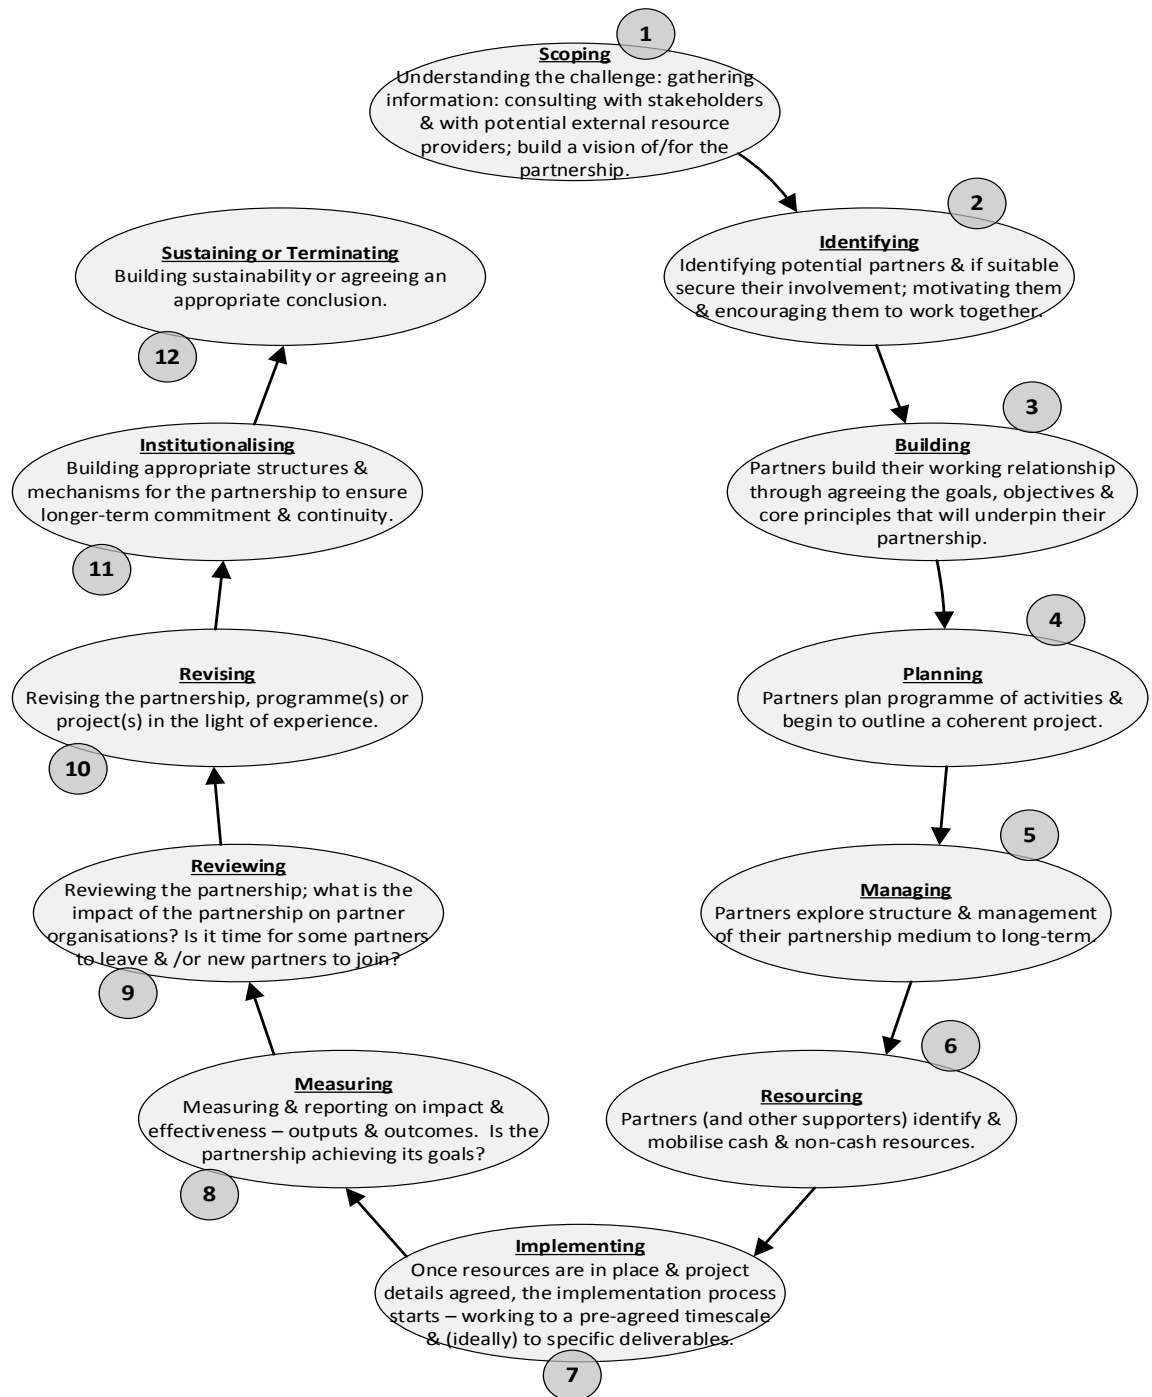 1
Scoping
Understanding the challenge: gathering
information: consulting with stakeholders
& with potential external resource
providers; build a vision of/for the
partnership.
2
Identifying
Identifying potential partners & if suitable
secure their involvement; motivating them
& encouraging them to work together.
3
Building
Partners build their working relationship
through agreeing the goals, objectives &
core principles that will underpin their
partnership.
4
Planning
Partners plan programme of activities &
begin to outline a coherent project.
5
Managing
Partners explore structure & management
of their partnership medium to long-term.
6
Resourcing
Partners (and other supporters) identify &
mobilise cash & non-cash resources.
Implementing
Once resources are in place & project
details agreed, the implementation process
starts – working to a pre-agreed timescale
& (ideally) to specific deliverables.
7
Measuring
Measuring & reporting on impact &
effectiveness – outputs & outcomes.  Is the
partnership achieving its goals?
8
Reviewing
Reviewing the partnership; what is the
impact of the partnership on partner
organisations? Is it time for some partners
to leave & /or new partners to join?
9
Revising
Revising the partnership, programme(s) or
project(s) in the light of experience.
10
Institutionalising
Building appropriate structures &
mechanisms for the partnership to ensure
longer-term commitment & continuity.
11
Sustaining or Terminating
Building sustainability or agreeing an
appropriate conclusion.
12